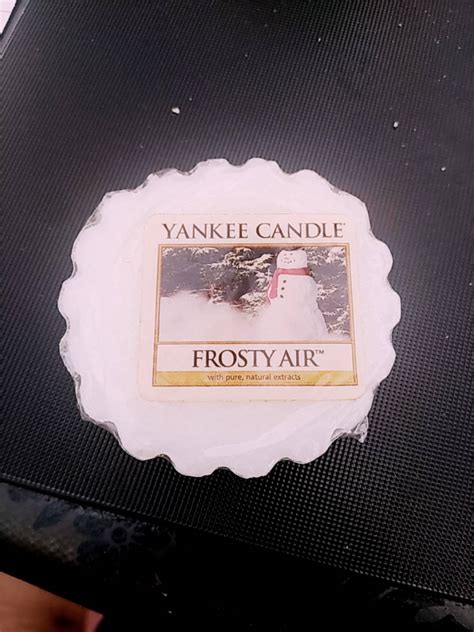 YANKEE CANDLE®
FROSTY AIR™
with pure, natural extracts